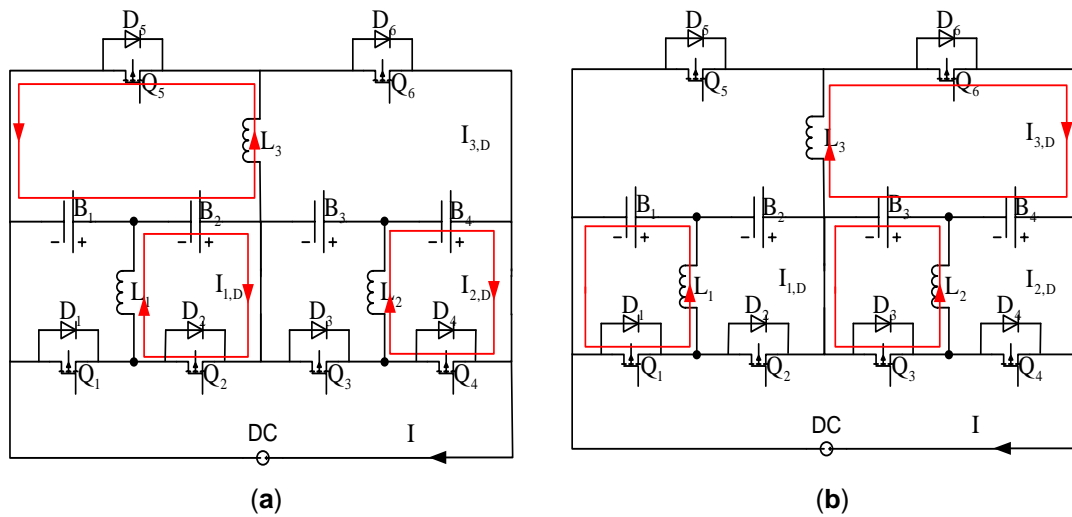 D₅ D₆ D₅ D₆
Q₅ Q₆ Q₅ Q₆
L₃ I₃,D L₃ I₃,D
B₁ B₂ B₃ B₄ B₁ B₂ B₃ B₄
− + − + − + − + − + − + − + − +
L₁ I₁,D L₂ I₂,D L₁ I₁,D L₂ I₂,D
D₁ D₂ D₃ D₄ D₁ D₂ D₃ D₄
Q₁ Q₂ Q₃ Q₄ Q₁ Q₂ Q₃ Q₄
DC I DC I
(a) (b)